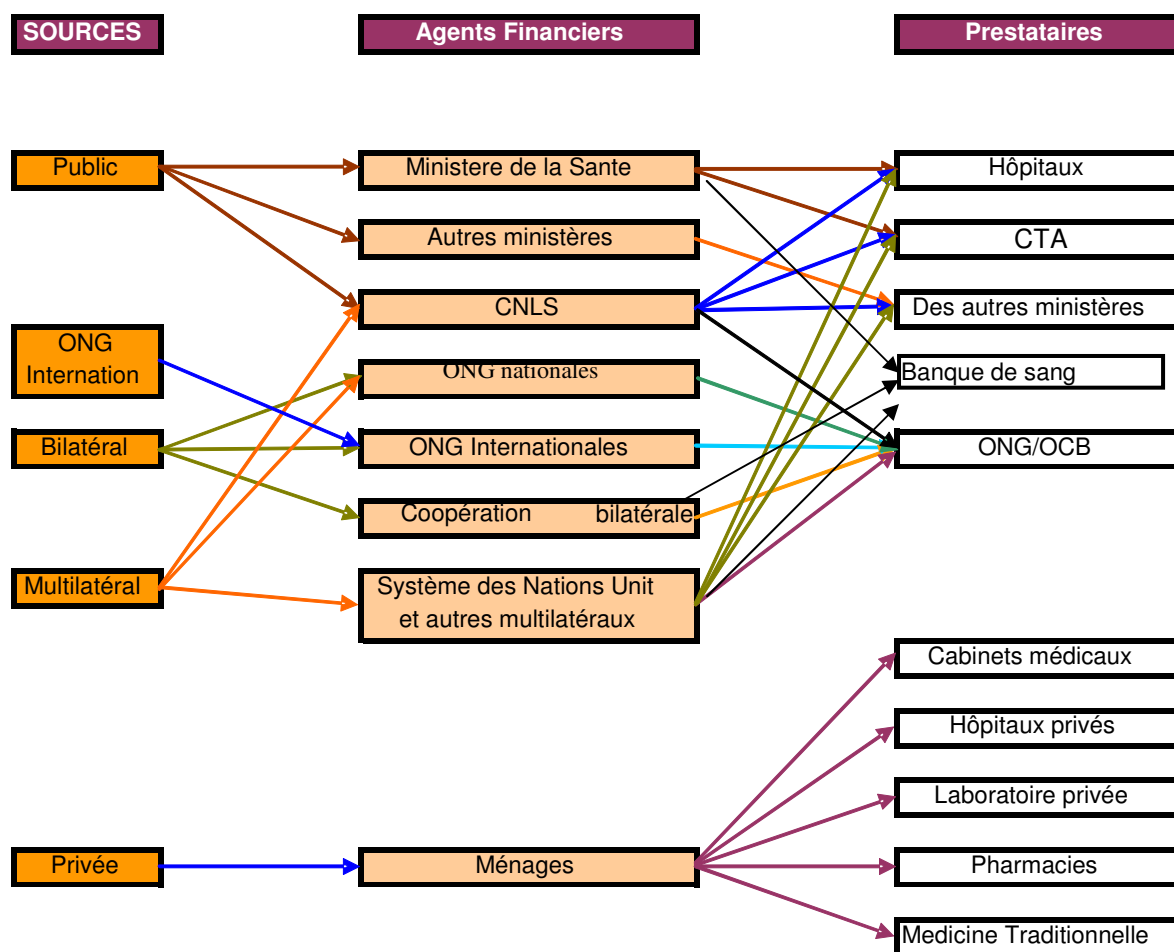 SOURCES
Agents Financiers
Prestataires
Public
Ministere de la Sante
Hôpitaux
Autres ministères
CTA
CNLS
Des autres ministères
ONG
Internation
ONG nationales
Banque de sang
Bilatéral
ONG Internationales
ONG/OCB
Coopération bilatérale
Multilatéral
Système des Nations Unit
et autres multilatéraux
Cabinets médicaux
Hôpitaux privés
Laboratoire privée
Privée
Ménages
Pharmacies
Medicine Traditionnelle